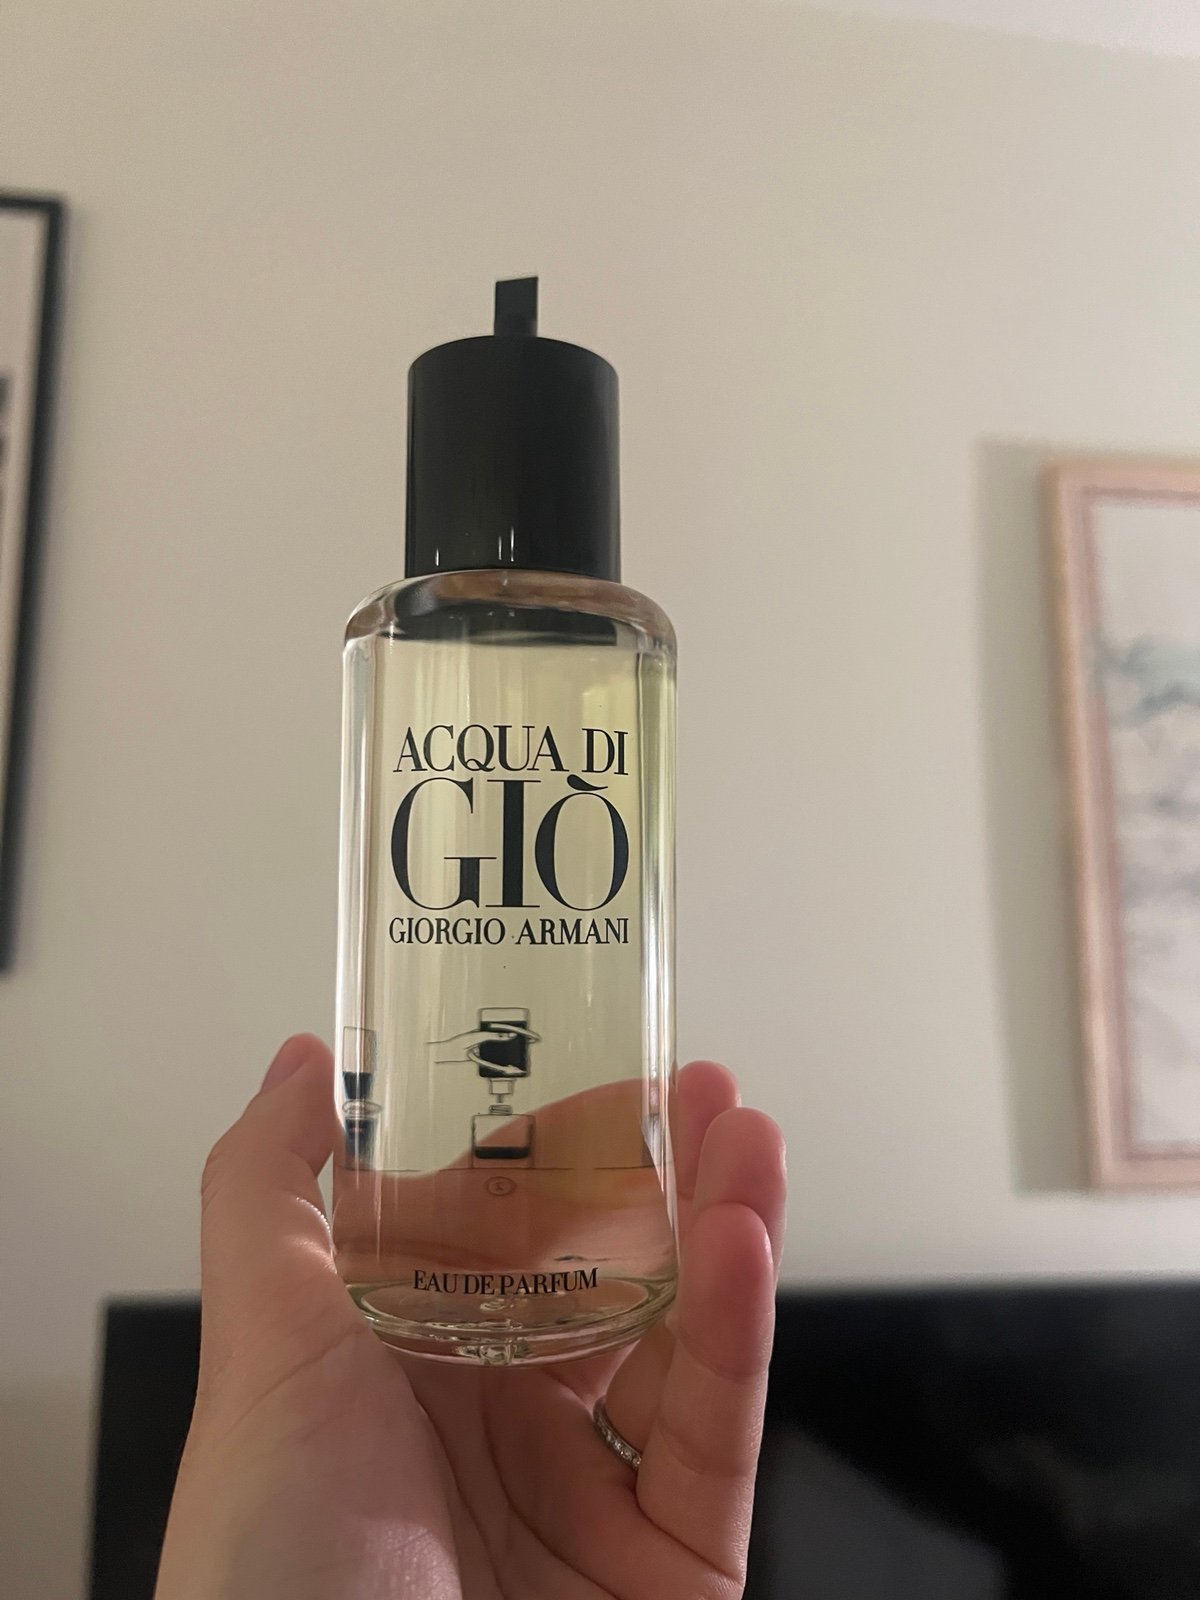 ACQUA DI
GIÒ
GIORGIO ARMANI
EAU DE PARFUM